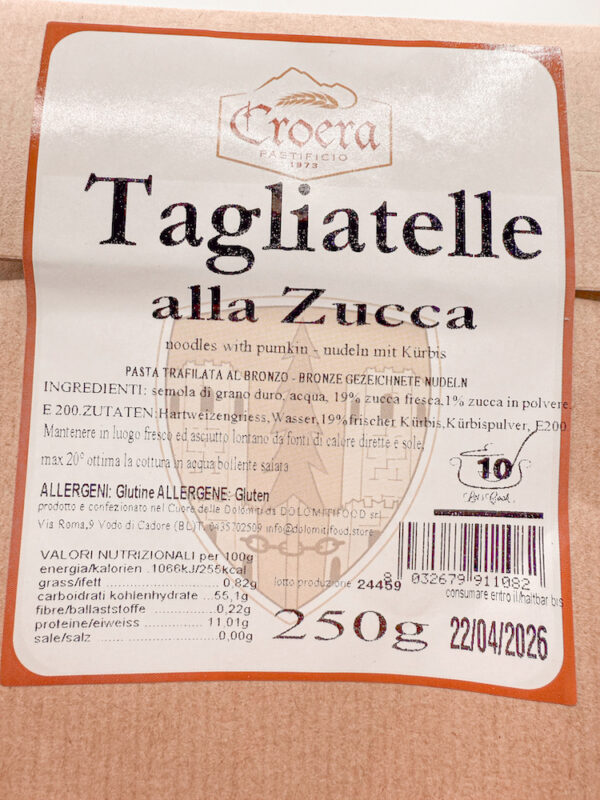 Croera
PASTIFICIO
1973
Tagliatelle
alla Zucca
noodles with pumkin - nudeln mit Kürbis
PASTA TRAFILATA AL BRONZO - BRONZE GEZEICHNETE NUDELN
INGREDIENTI: semola di grano duro, acqua, 19% zucca fresca,1% zucca in polvere,
E 200.ZUTATEN:Hartweizengriess,Wasser,19%frischer Kürbis,Kürbispulver,E200
Mantenere in luogo fresco ed asciutto lontano da fonti di calore dirette e sole,
max 20° ottima la cottura in acqua bollente salata
10
ALLERGENI: Glutine ALLERGENE: Gluten
prodotto e confezionato nel Cuore delle Dolomiti da DOLOMITIFOOD srl
Via Roma,9 Vodo di Cadore (BL)T. 0435202509 info@dolomitifood.store
VALORI NUTRIZIONALI per 100g
energia/kalorien .1066kJ/255kcal
grass/fett ........................ 0,82g
carboidrati kohlenhydrate ..55,1g
fibre/ballaststoffe .............. 0,22g
proteine/eiweiss ............. 11,01g
sale/salz .......................... 0,00g
lotto produzione 24459
8 032679 911082
consumare entro il/haltbar bis
250g
22/04/2026